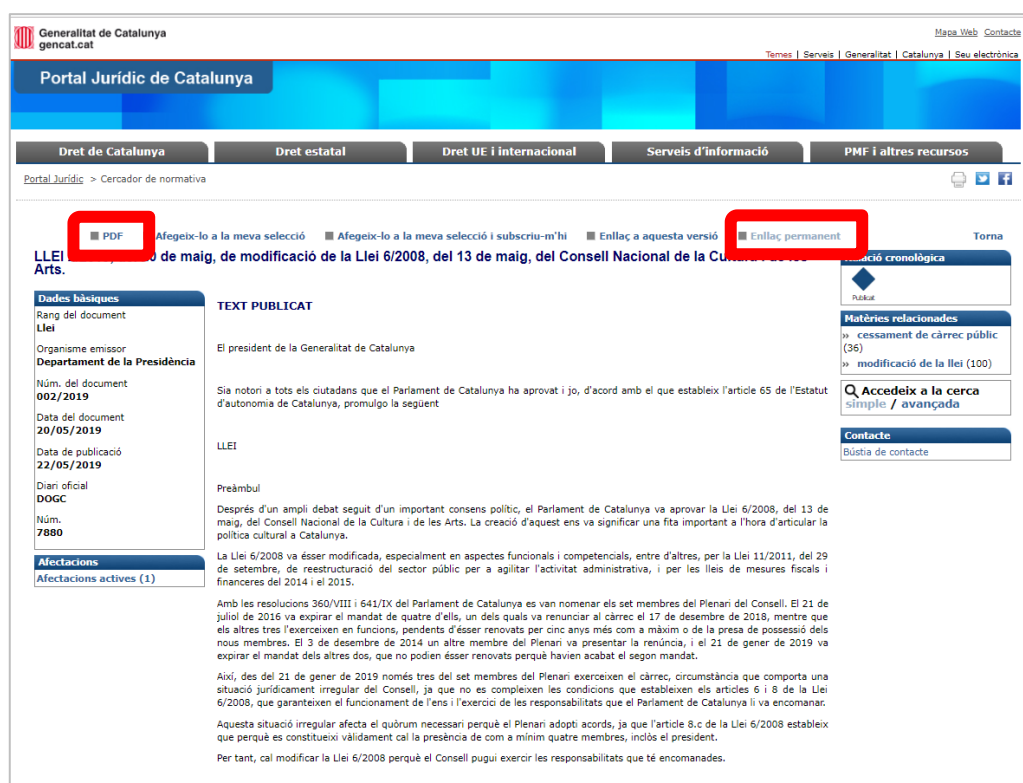 Generalitat de Catalunya
gencat.cat
Mapa Web Contacte
Temes | Serveis | Generalitat | Catalunya | Seu electrònica
Portal Jurídic de Catalunya
Dret de Catalunya
Dret estatal
Dret UE i internacional
Serveis d'informació
PMF i altres recursos
Portal Jurídic > Cercador de normativa
PDF
Afegeix-lo a la meva selecció
Afegeix-lo a la meva selecció i subscriu-m'hi
Enllaç a aquesta versió
Enllaç permanent
Torna
LLEI de maig, de modificació de la Llei 6/2008, del 13 de maig, del Consell Nacional de la
Arts.
Dades bàsiques
Rang del document
Llei
Organisme emissor
Departament de la Presidència
Núm. del document
002/2019
Data del document
20/05/2019
Data de publicació
22/05/2019
Diari oficial
DOGC
Núm.
7880
Afectacions
Afectacions actives (1)
TEXT PUBLICAT
El president de la Generalitat de Catalunya
Sia notori a tots els ciutadans que el Parlament de Catalunya ha aprovat i jo, d'acord amb el que estableix l'article 65 de l'Estatut
d'autonomia de Catalunya, promulgo la següent
LLEI
Preàmbul
Després d'un ampli debat seguit d'un important consens polític, el Parlament de Catalunya va aprovar la Llei 6/2008, del 13 de
maig, del Consell Nacional de la Cultura i de les Arts. La creació d'aquest ens va significar una fita important a l'hora d'articular la
política cultural a Catalunya.
La Llei 6/2008 va ésser modificada, especialment en aspectes funcionals i competencials, entre d'altres, per la Llei 11/2011, del 29
de setembre, de reestructuració del sector públic per a agilitar l'activitat administrativa, i per les lleis de mesures fiscals i
financeres del 2014 i el 2015.
Amb les resolucions 360/VIII i 641/IX del Parlament de Catalunya es van nomenar els set membres del Plenari del Consell. El 21 de
juliol de 2016 va expirar el mandat de quatre d'ells, un dels quals va renunciar al càrrec el 17 de desembre de 2018, mentre que
els altres tres l'exerceixen en funcions, pendents d'ésser renovats per cinc anys més com a màxim o de la presa de possessió dels
nous membres. El 3 de desembre de 2014 un altre membre del Plenari va presentar la renúncia, i el 21 de gener de 2019 va
expirar el mandat dels altres dos, que no podien ésser renovats perquè havien acabat el segon mandat.
Així, des del 21 de gener de 2019 només tres del set membres del Plenari exerceixen el càrrec, circumstància que comporta una
situació jurídicament irregular del Consell, ja que no es compleixen les condicions que estableixen els articles 6 i 8 de la Llei
6/2008, que garanteixen el funcionament de l'ens i l'exercici de les responsabilitats que el Parlament de Catalunya li va encomanar.
Aquesta situació irregular afecta el quòrum necessari perquè el Plenari adopti acords, ja que l'article 8.c de la Llei 6/2008 estableix
que perquè es constitueixi vàlidament cal la presència de com a mínim quatre membres, inclòs el president.
Per tant, cal modificar la Llei 6/2008 perquè el Consell pugui exercir les responsabilitats que té encomanades.
cronològica
Publicat
Matèries relacionades
» cessament de càrrec públic
(36)
» modificació de la llei (100)
Accedeix a la cerca
simple / avançada
Contacte
Bústia de contacte